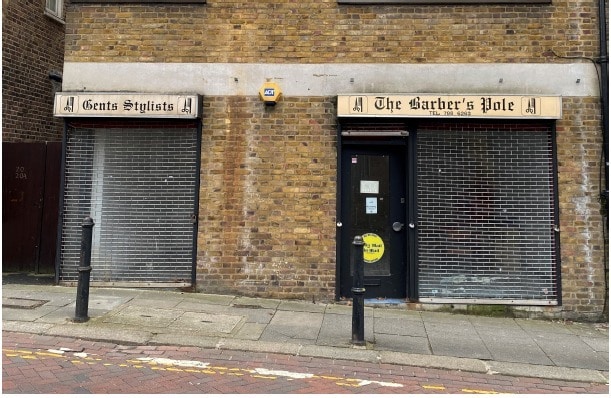 Gents Stylists
ADT
The Barber's Pole
TEL. 708 6263